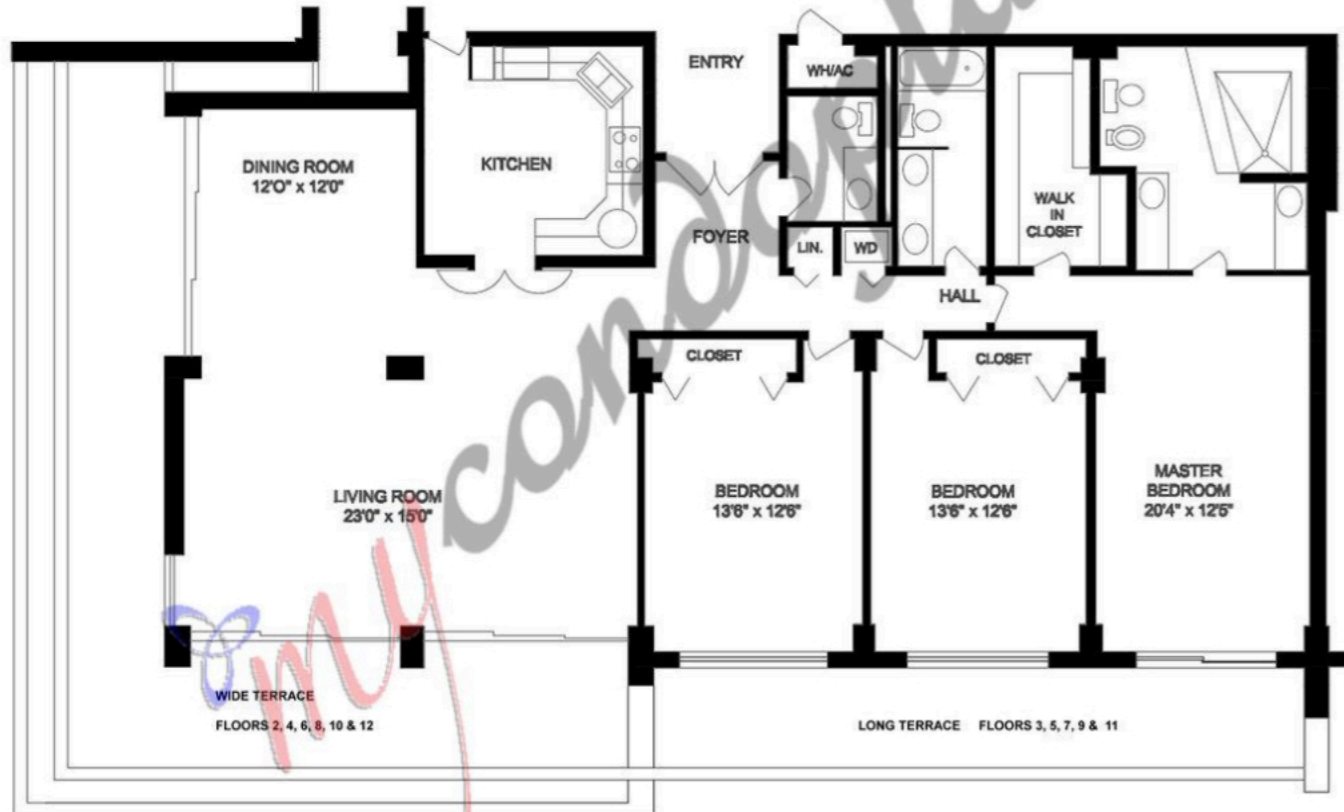 ENTRY
WH/AC
DINING ROOM
12'0" x 12'0"
KITCHEN
WALK
IN
CLOSET
FOYER
LIN.
WD
HALL
CLOSET
CLOSET
LIVING ROOM
23'0" x 15'0"
BEDROOM
13'6" x 12'6"
BEDROOM
13'6" x 12'6"
MASTER
BEDROOM
20'4" x 12'5"
WIDE TERRACE
FLOORS 2, 4, 6, 8, 10 & 12
LONG TERRACE FLOORS 3, 5, 7, 9 & 11